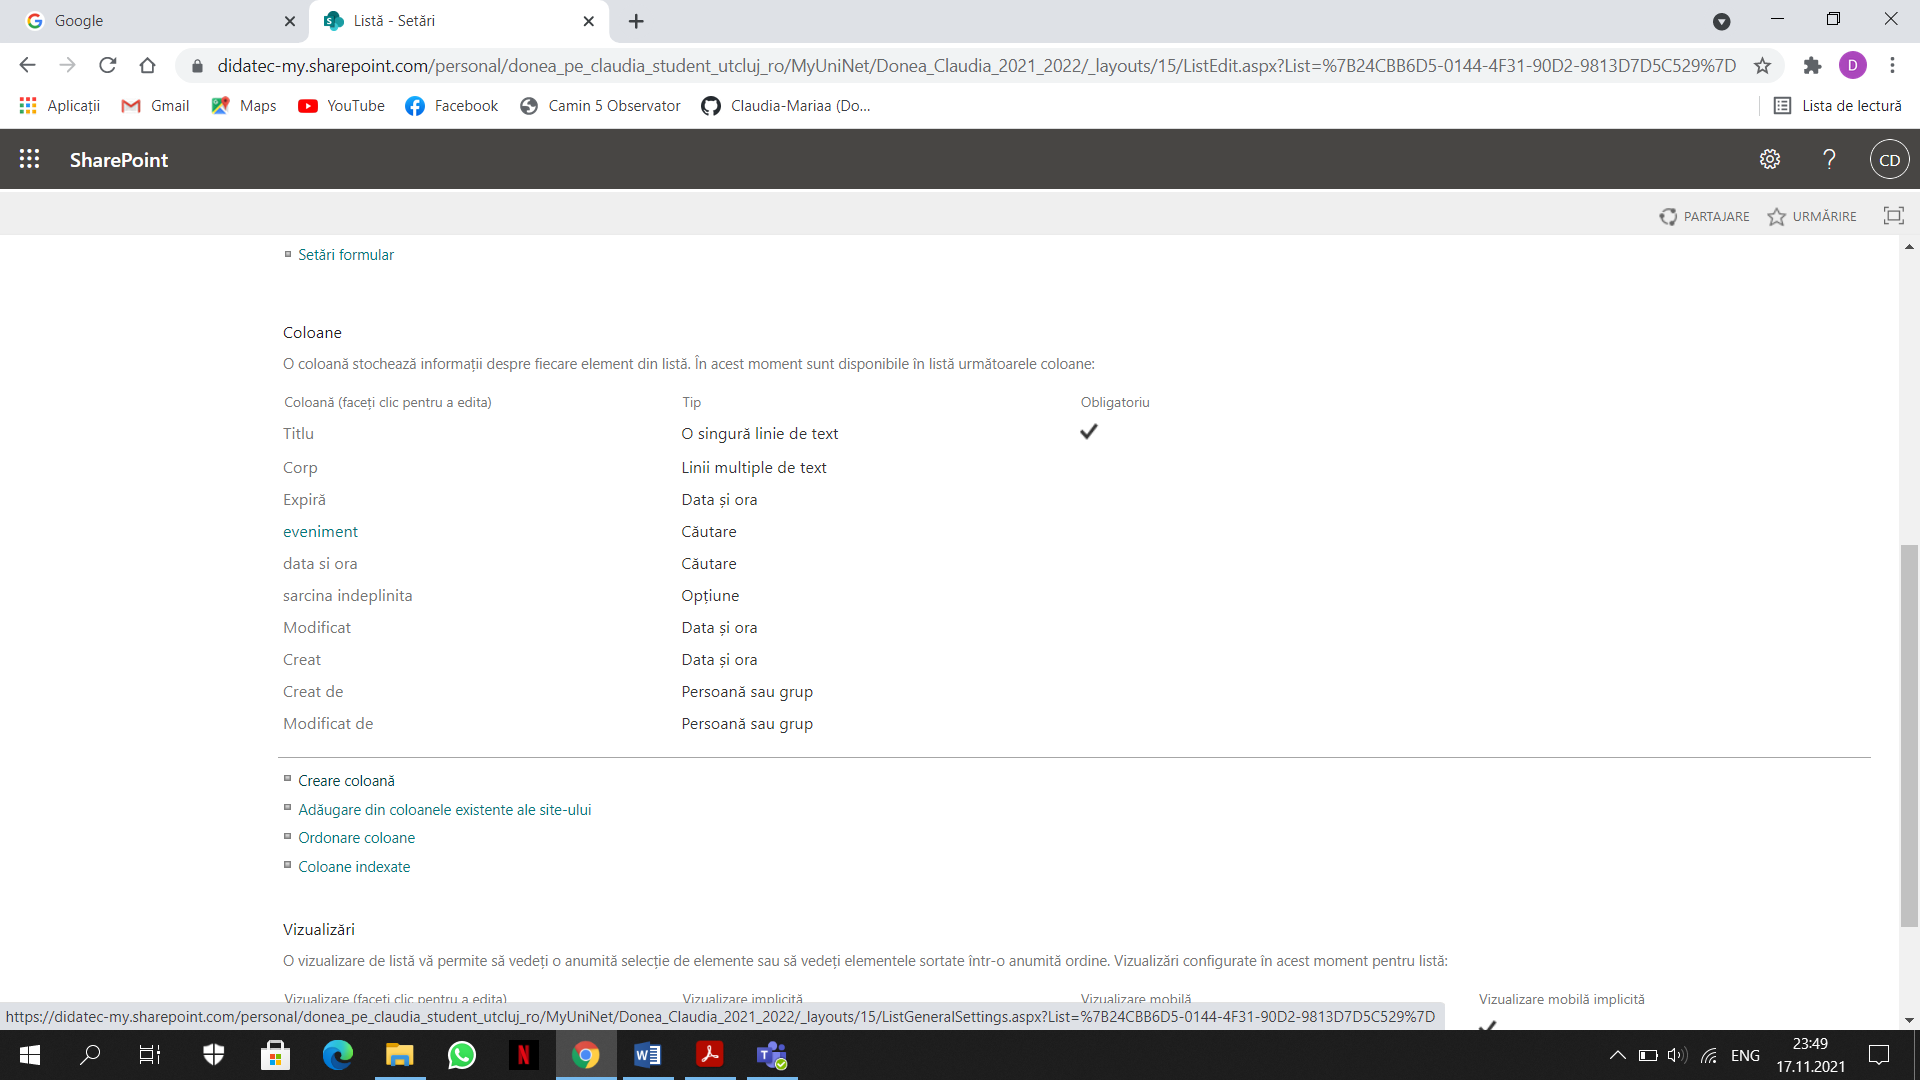 Google
Listă - Setări
didatec-my.sharepoint.com/personal/donea_pe_claudia_student_utcluj_ro/MyUniNet/Donea_Claudia_2021_2022/_layouts/15/ListEdit.aspx?List=%7B24CBB6D5-0144-4F31-90D2-9813D7D5C529%7D
D
Aplicații Gmail Maps YouTube Facebook Camin 5 Observator Claudia-Mariaa (Do... Lista de lectură
SharePoint ? CD
PARTAJARE URMĂRIRE
Setări formular
Coloane
O coloană stochează informații despre fiecare element din listă. În acest moment sunt disponibile în listă următoarele coloane:
Coloană (faceți clic pentru a edita) Tip Obligatoriu
Titlu O singură linie de text
Corp Linii multiple de text
Expiră Data și ora
eveniment Căutare
data si ora Căutare
sarcina indeplinita Opțiune
Modificat Data și ora
Creat Data și ora
Creat de Persoană sau grup
Modificat de Persoană sau grup
Creare coloană
Adăugare din coloanele existente ale site-ului
Ordonare coloane
Coloane indexate
Vizualizări
O vizualizare de listă vă permite să vedeți o anumită selecție de elemente sau să vedeți elementele sortate într-o anumită ordine. Vizualizări configurate în acest moment pentru listă:
Vizualizare (faceți clic pentru a edita) Vizualizare implicită Vizualizare mobilă Vizualizare mobilă implicită
https://didatec-my.sharepoint.com/personal/donea_pe_claudia_student_utcluj_ro/MyUniNet/Donea_Claudia_2021_2022/_layouts/15/ListGeneralSettings.aspx?List=%7B24CBB6D5-0144-4F31-90D2-9813D7D5C529%7D
ENG
23:49
17.11.2021